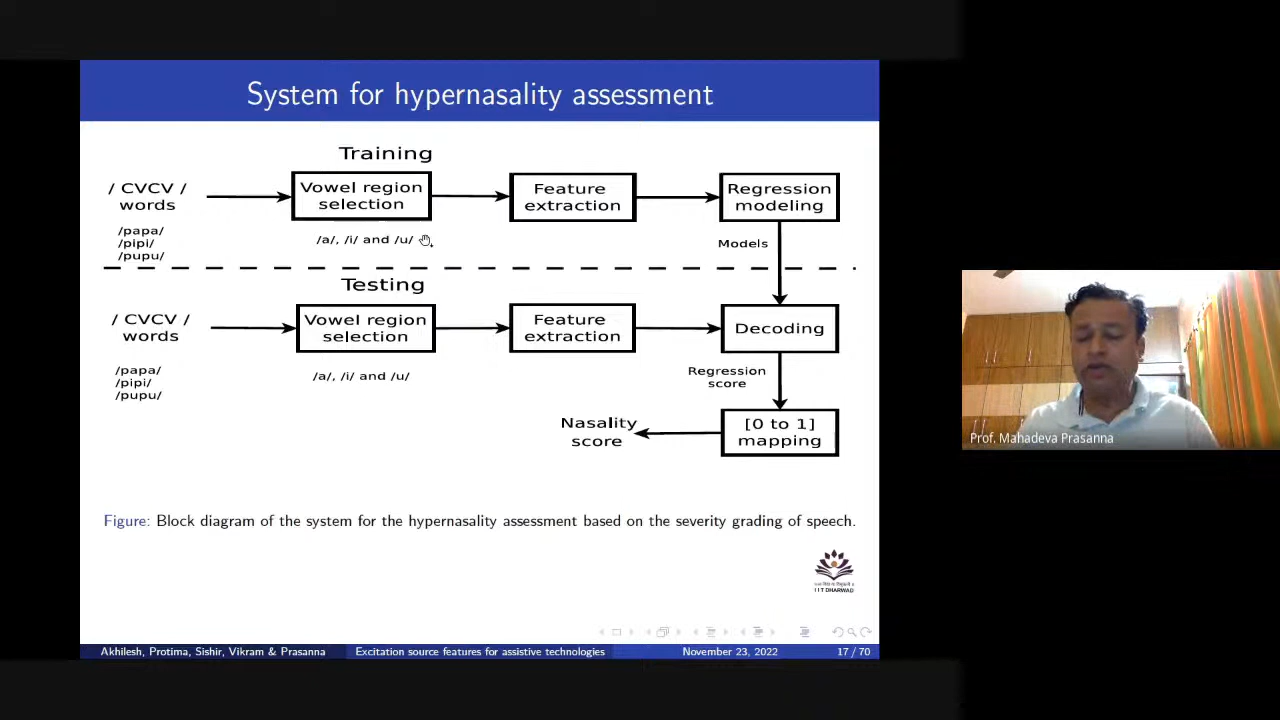 System for hypernasality assessment
Training
/ CVCV /
words
/papa/
/pipi/
/pupu/
Vowel region
selection
/a/, /i/ and /u/
Feature
extraction
Regression
modeling
Models
Testing
/ CVCV /
words
/papa/
/pipi/
/pupu/
Vowel region
selection
/a/, /i/ and /u/
Feature
extraction
Decoding
Regression
score
[0 to 1]
mapping
Nasality
score
Figure: Block diagram of the system for the hypernasality assessment based on the severity grading of speech.
IIT DHARWAD
Akhilesh, Protima, Sishir, Vikram & Prasanna
Excitation source features for assistive technologies
November 23, 2022
17 / 70
Prof. Mahadeva Prasanna